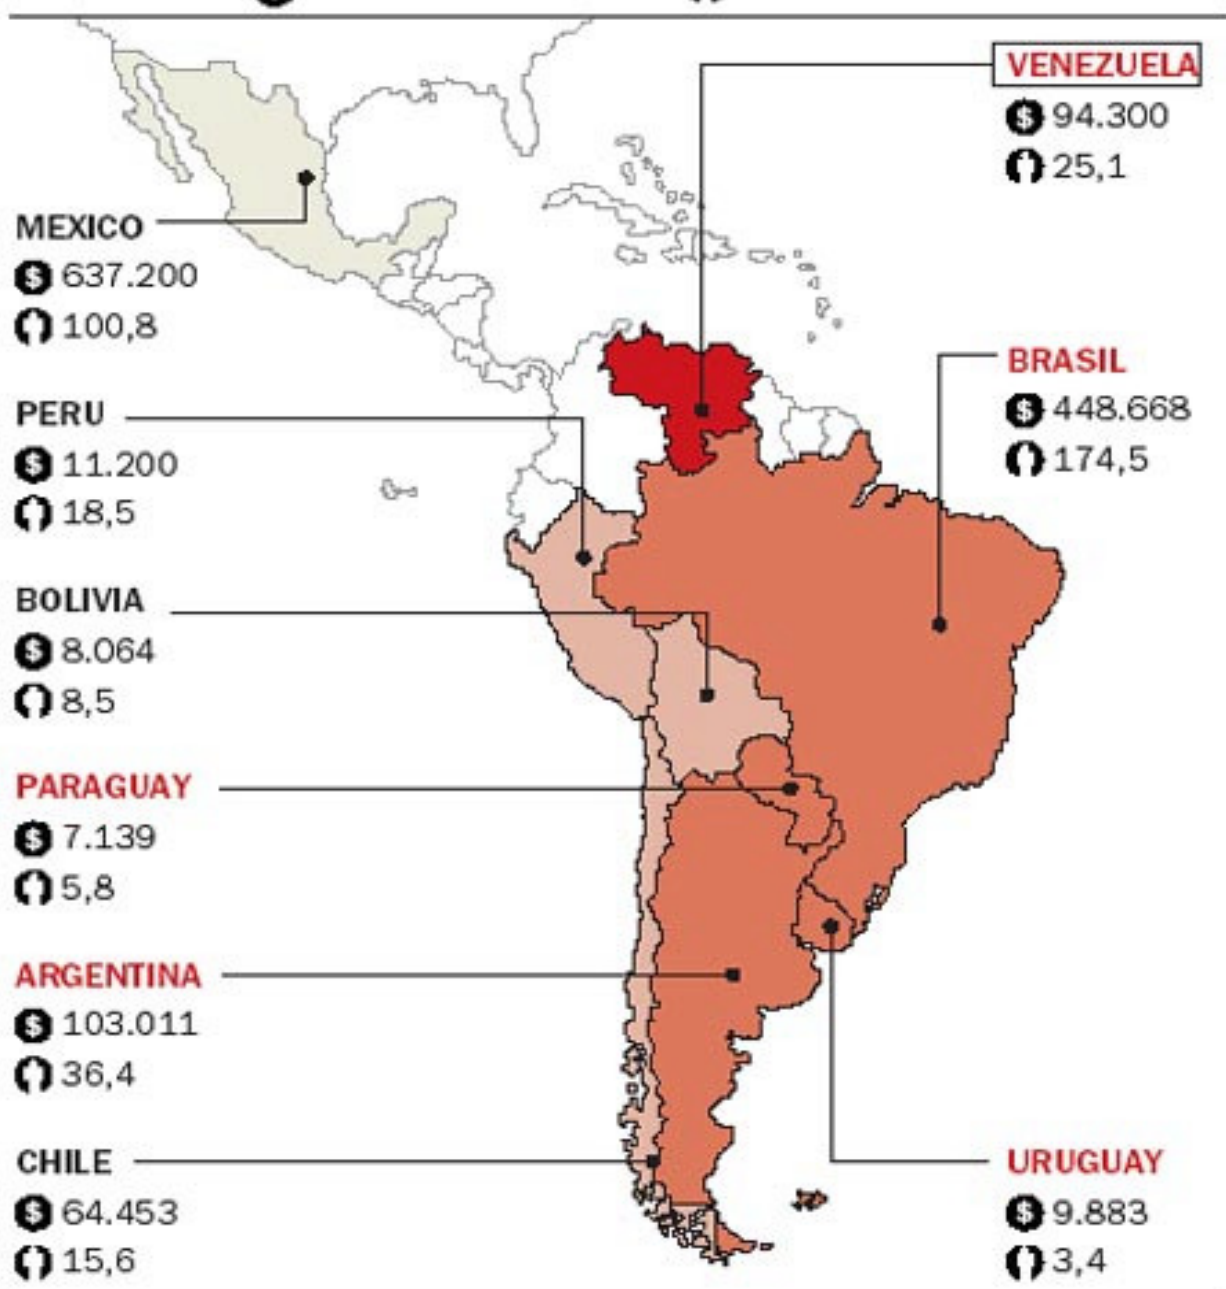 VENEZUELA
$ 94.300
25,1
MEXICO
$ 637.200
100,8
BRASIL
$ 448.668
174,5
PERU
$ 11.200
18,5
BOLIVIA
$ 8.064
8,5
PARAGUAY
$ 7.139
5,8
ARGENTINA
$ 103.011
36,4
CHILE
$ 64.453
15,6
URUGUAY
$ 9.883
3,4